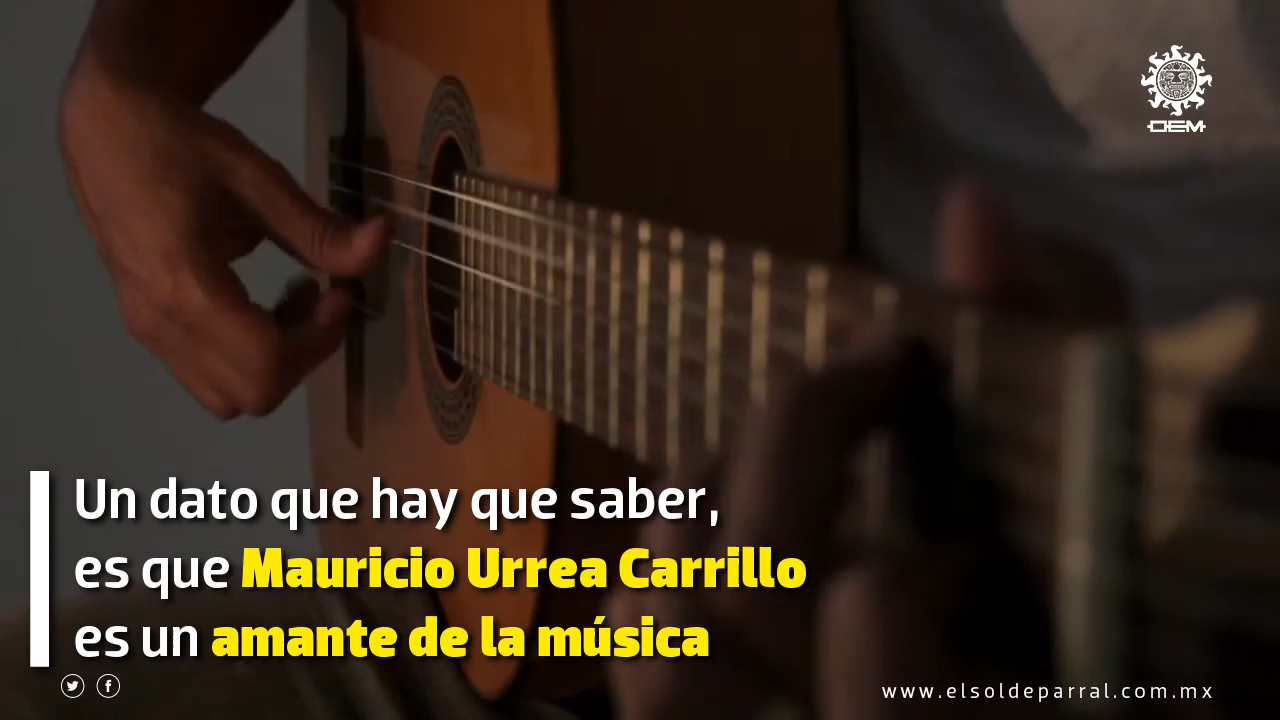 OEM
Un dato que hay que saber,
es que Mauricio Urrea Carrillo
es un amante de la música
www.elsoldeparral.com.mx